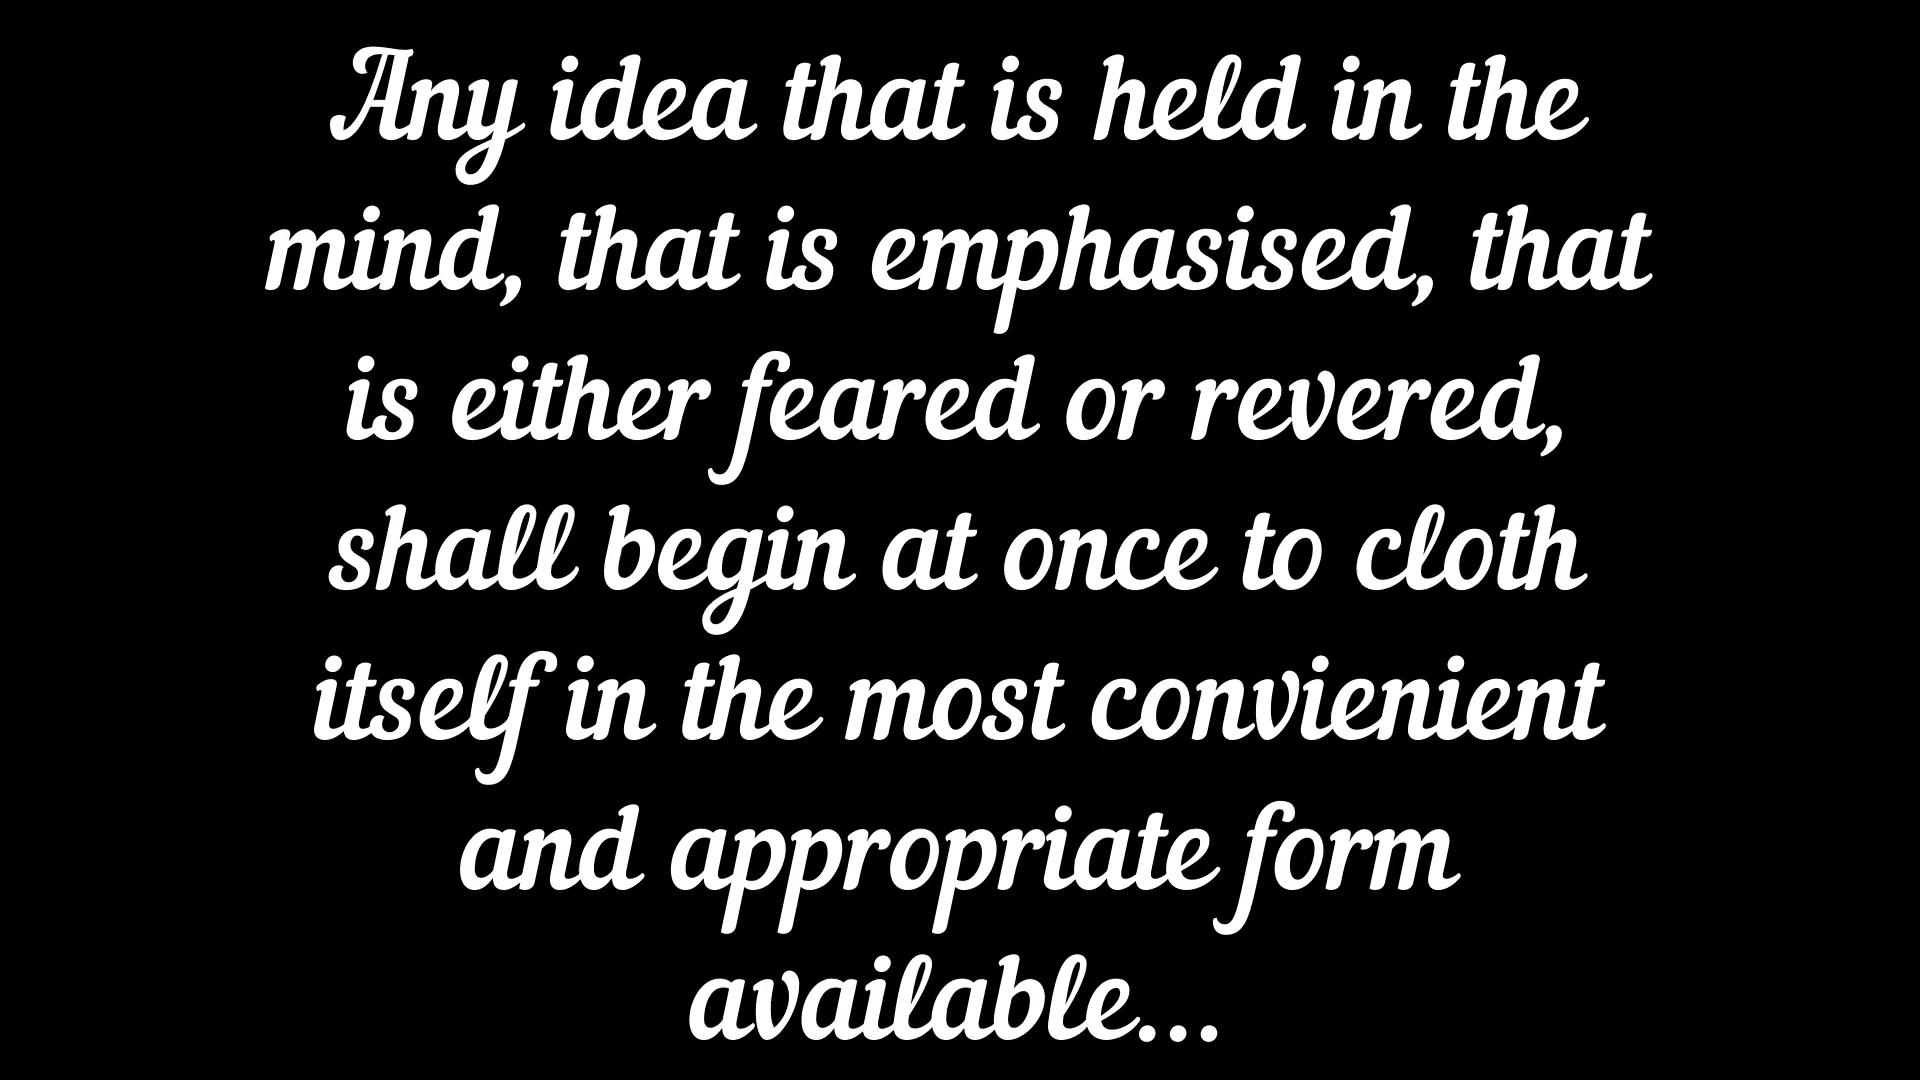 Any idea that is held in the
mind, that is emphasised, that
is either feared or revered,
shall begin at once to cloth
itself in the most convienient
and appropriate form
available...